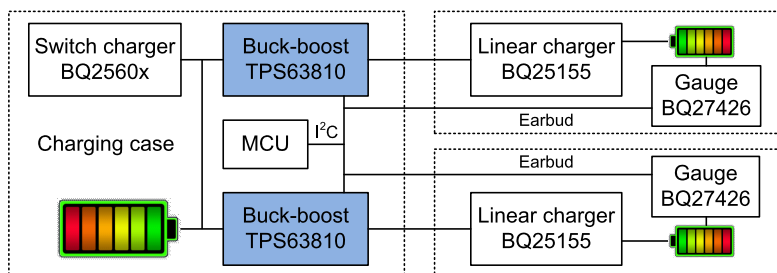 Switch charger
BQ2560x
Buck-boost
TPS63810
Linear charger
BQ25155
Gauge
BQ27426
Earbud
MCU
I²C
Charging case
Earbud
Buck-boost
TPS63810
Linear charger
BQ25155
Gauge
BQ27426